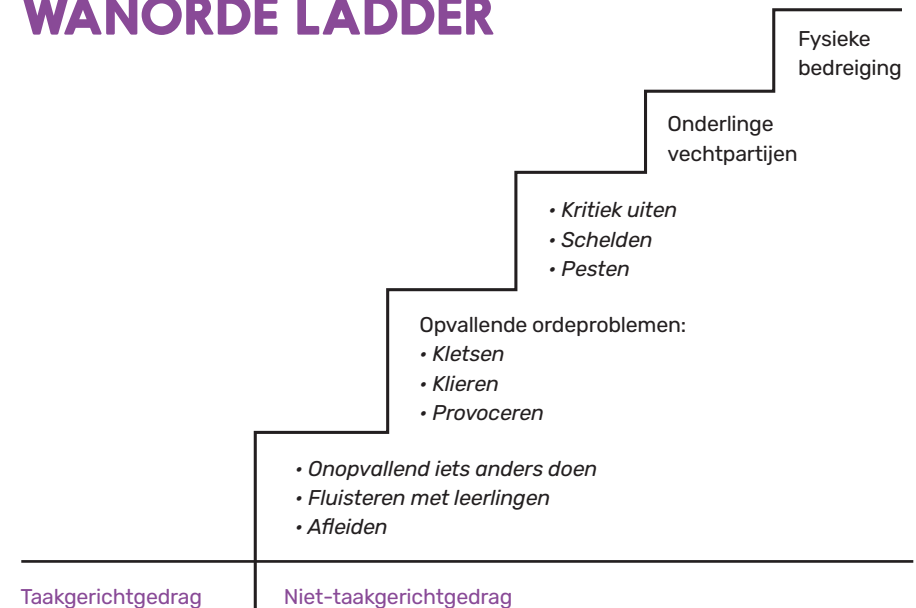 WANORDE LADDER
Fysieke
bedreiging
Onderlinge
vechtpartijen
• Kritiek uiten
• Schelden
• Pesten
Opvallende ordeproblemen:
• Kletsen
• Klieren
• Provoceren
• Onopvallend iets anders doen
• Fluisteren met leerlingen
• Afleiden
Taakgerichtgedrag
Niet-taakgerichtgedrag